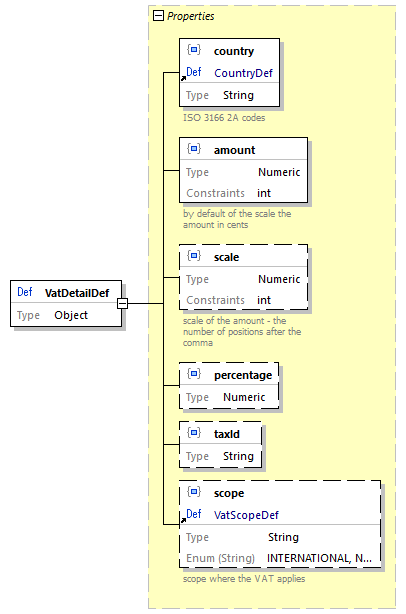 Properties
country
Def CountryDef
Type String
ISO 3166 2A codes
amount
Type Numeric
Constraints int
by default of the scale the
amount in cents
scale
Type Numeric
Constraints int
scale of the amount - the
number of positions after the
comma
Def VatDetailDef
Type Object
percentage
Type Numeric
taxId
Type String
scope
Def VatScopeDef
Type String
Enum (String) INTERNATIONAL, N...
scope where the VAT applies